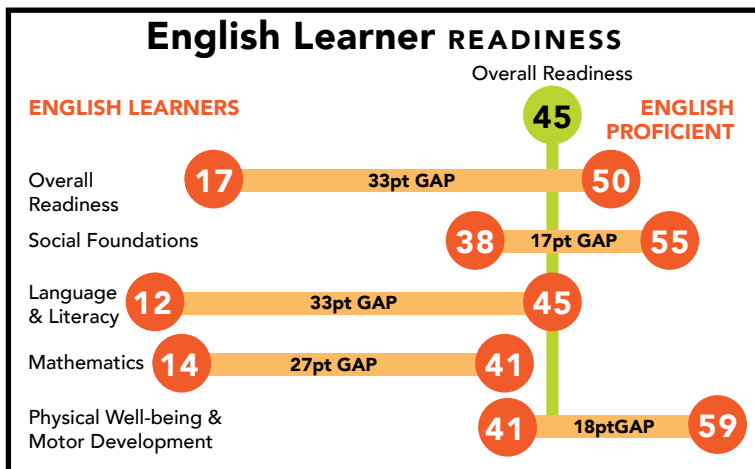 English Learner READINESS
Overall Readiness
ENGLISH LEARNERS
45
ENGLISH
PROFICIENT
Overall
Readiness
17
33pt GAP
50
Social Foundations
38
17pt GAP
55
Language
& Literacy
12
33pt GAP
45
Mathematics
14
27pt GAP
41
Physical Well-being &
Motor Development
41
18ptGAP
59